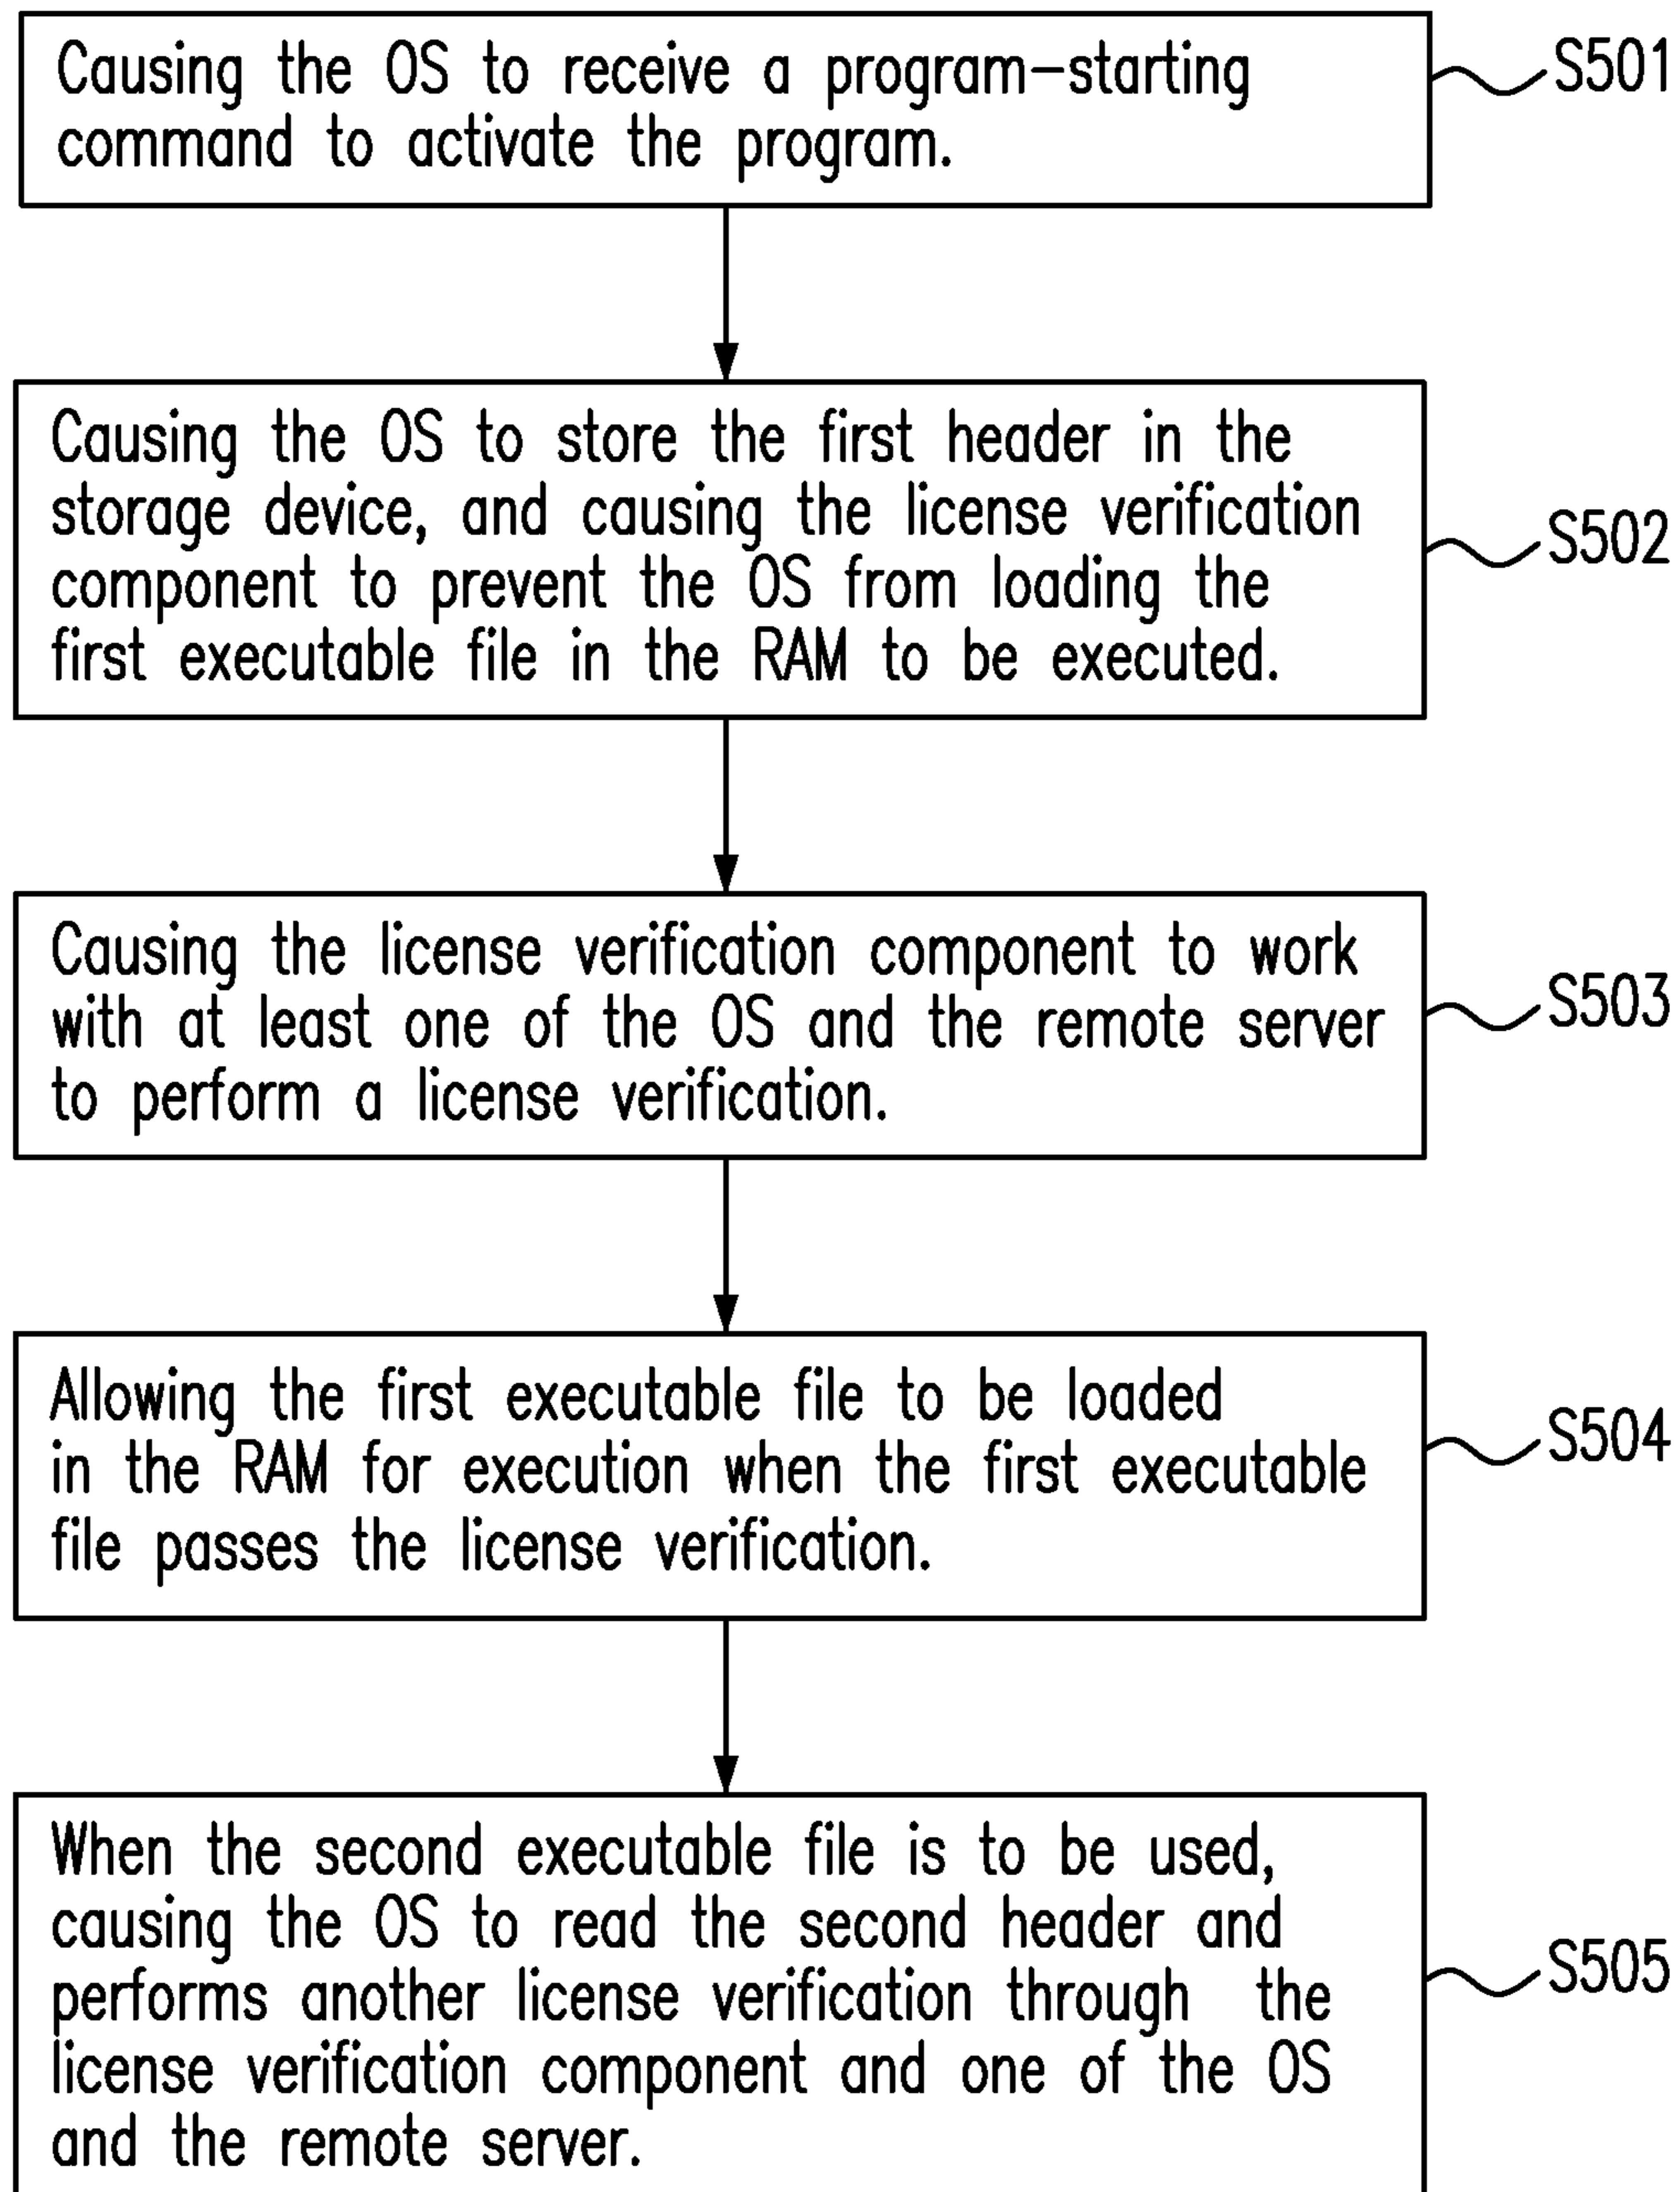 Causing the OS to receive a program-starting
command to activate the program.
S501
Causing the OS to store the first header in the
storage device, and causing the license verification
component to prevent the OS from loading the
first executable file in the RAM to be executed.
S502
Causing the license verification component to work
with at least one of the OS and the remote server
to perform a license verification.
S503
Allowing the first executable file to be loaded
in the RAM for execution when the first executable
file passes the license verification.
S504
When the second executable file is to be used,
causing the OS to read the second header and
performs another license verification through the
license verification component and one of the OS
and the remote server.
S505